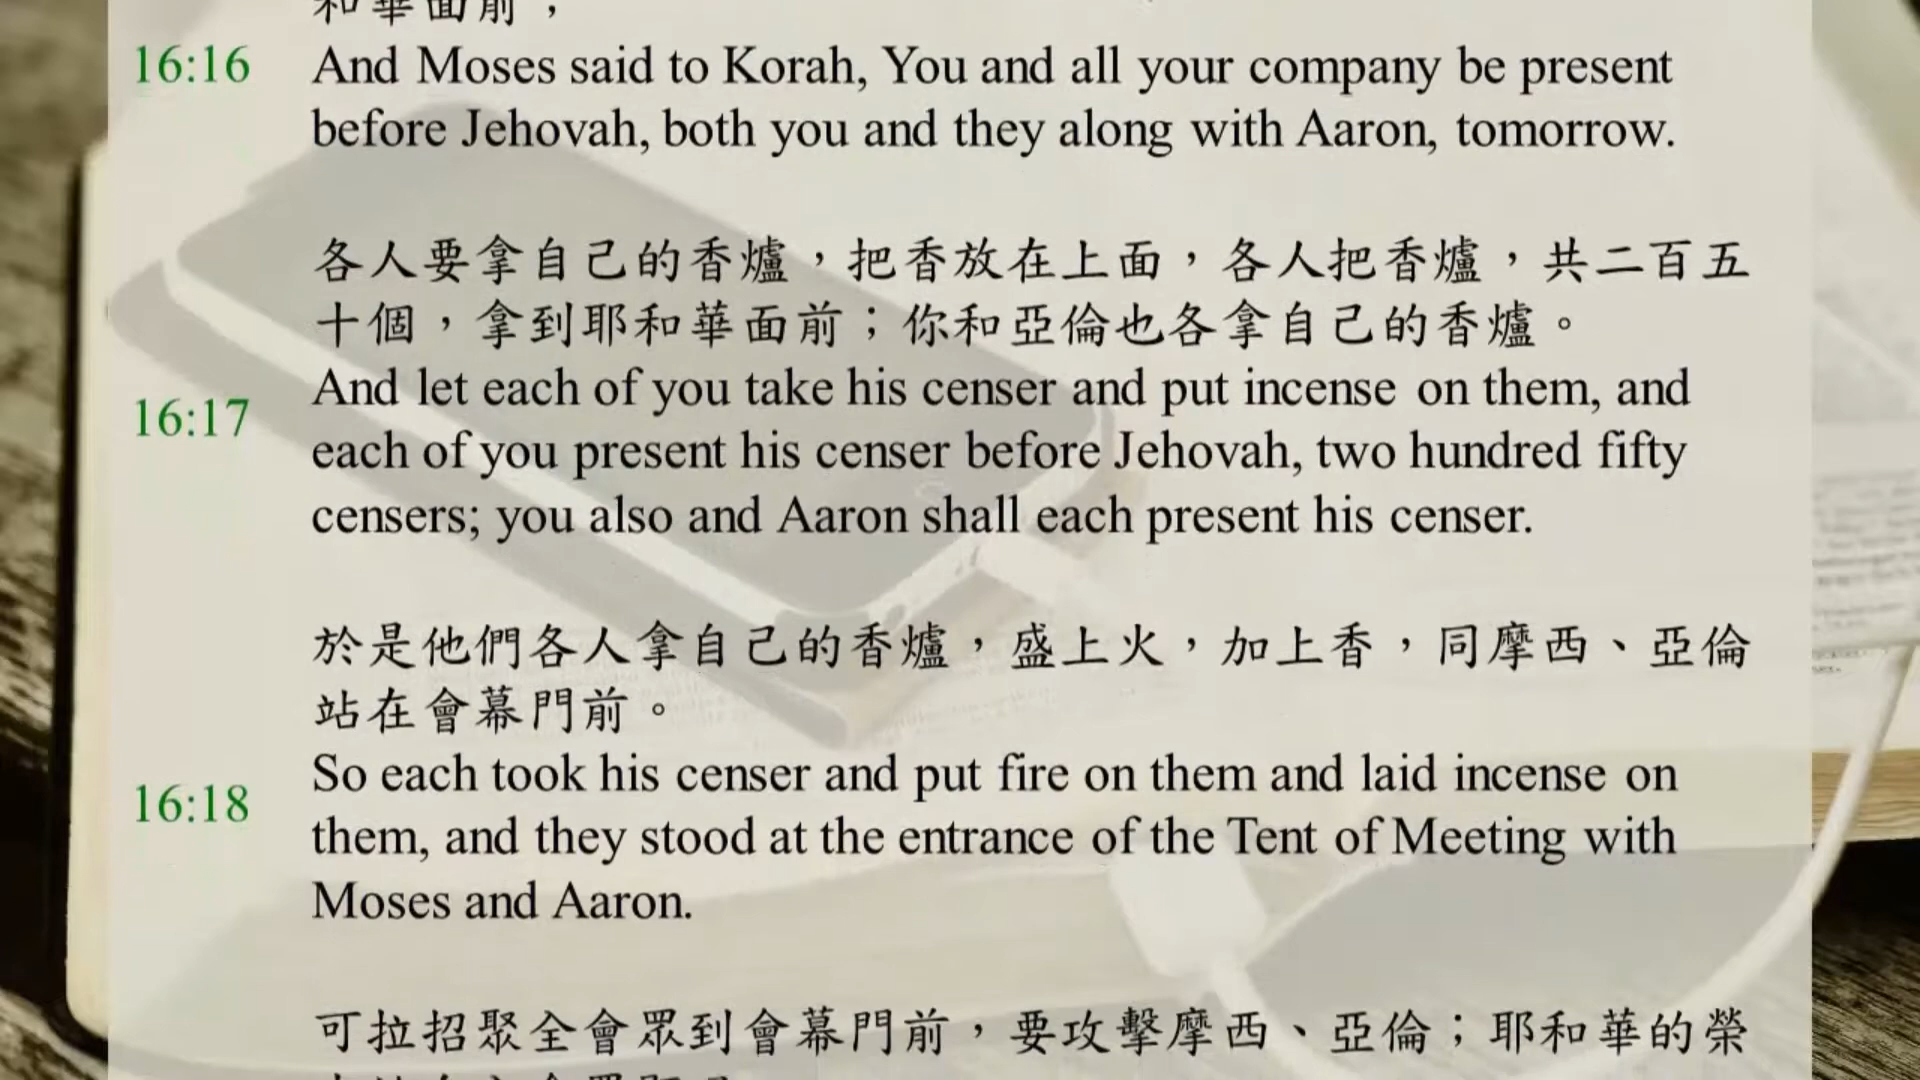 和華面前，
16:16 And Moses said to Korah, You and all your company be present
before Jehovah, both you and they along with Aaron, tomorrow.
各人要拿自己的香爐，把香放在上面，各人把香爐，共二百五
十個，拿到耶和華面前；你和亞倫也各拿自己的香爐。
And let each of you take his censer and put incense on them, and
16:17 each of you present his censer before Jehovah, two hundred fifty
censers; you also and Aaron shall each present his censer.
於是他們各人拿自己的香爐，盛上火，加上香，同摩西、亞倫
站在會幕門前。
So each took his censer and put fire on them and laid incense on
16:18 them, and they stood at the entrance of the Tent of Meeting with
Moses and Aaron.
可拉招聚全會眾到會幕門前，要攻擊摩西、亞倫；耶和華的榮